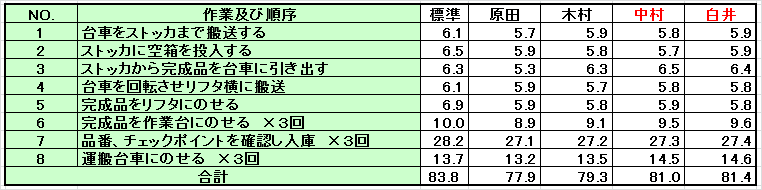 NO. 作業及び順序 標準 原田 木村 中村 白井
1 台車をストッカまで搬送する 6.1 5.7 5.9 5.8 5.9
2 ストッカに空箱を投入する 6.5 5.9 5.8 5.7 5.9
3 ストッカから完成品を台車に引き出す 6.3 5.3 6.3 6.5 6.4
4 台車を回転させリフタ横に搬送 6.1 5.9 5.7 5.8 5.8
5 完成品をリフタにのせる 6.9 5.9 5.8 5.9 5.8
6 完成品を作業台にのせる ×3回 10.0 8.9 9.1 9.5 9.6
7 品番、チェックポイントを確認し入庫 ×3回 28.2 27.1 27.2 27.3 27.4
8 運搬台車にのせる ×3回 13.7 13.2 13.5 14.5 14.6
合計 83.8 77.9 79.3 81.0 81.4